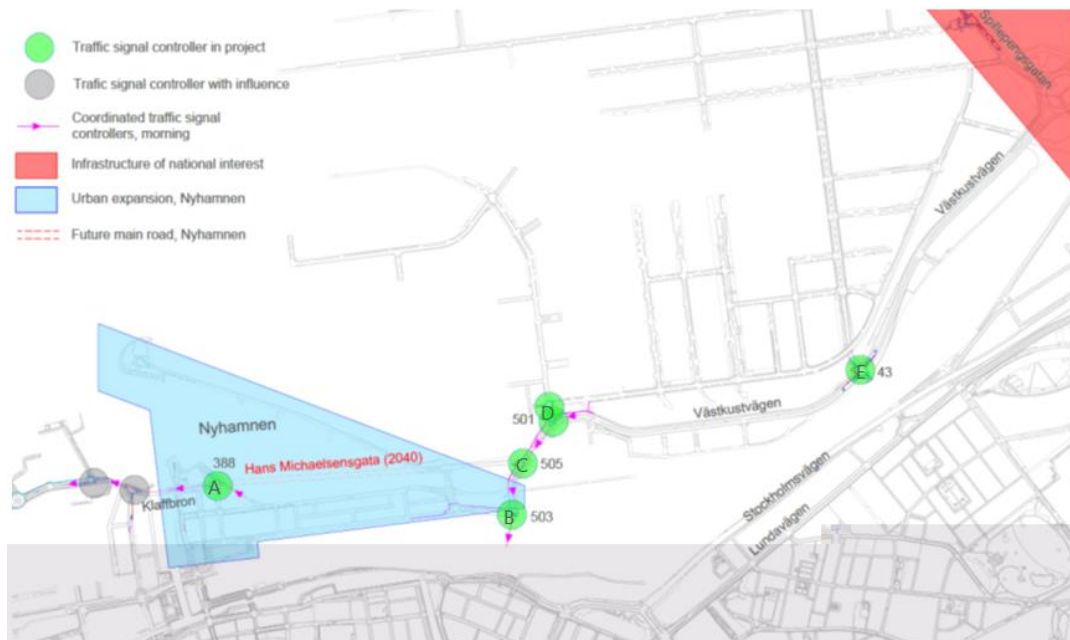 Traffic signal controller in project
Trafic signal controller with influence
Coordinated traffic signal
controllers, morning
Infrastructure of national interest
Urban expansion, Nyhamnen
Future main road, Nyhamnen
Spillepengsgatan
Västkustvägen
E
43
Västkustvägen
501
D
Nyhamnen
388
Hans Michaelsensgata (2040)
C
505
A
Klaffbron
B
503
Stockholmsvägen
Lundavägen